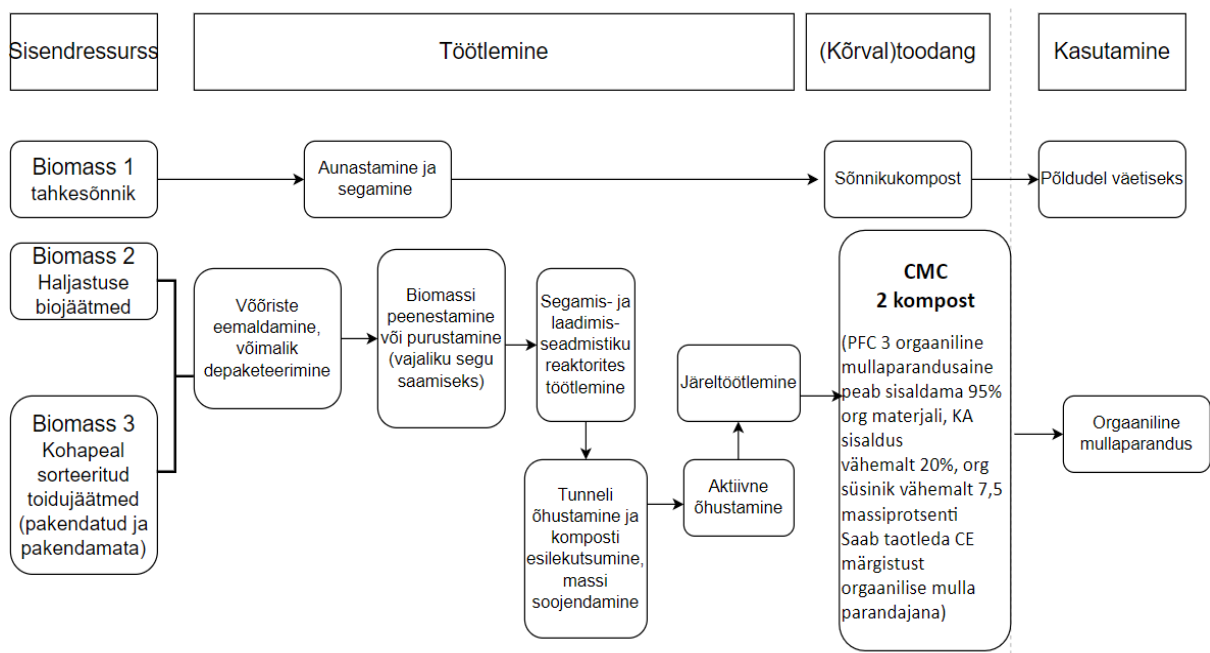 Sisendressurss
Töötlemine
(Kõrval)toodang
Kasutamine
Biomass 1
tahkesõnnik
Aunastamine ja
segamine
Sõnnikukompost
Põldudel väetiseks
Biomass 2
Haljastuse
biojäätmed
Biomass 3
Kohapeal
sorteeritud
toidujäätmed
(pakendatud ja
pakendamata)
Võõriste
eemaldamine,
võimalik
depaketeerimine
Biomassi
peenestamine
või purustamine
(vajaliku segu
saamiseks)
Segamis- ja
laadimis-
seadmistiku
reaktorites
töötlemine
Tunneli
õhustamine ja
komposti
esilekutsumine,
massi
soojendamine
Aktiivne
õhustamine
Järeltöötlemine
CMC
2 kompost
(PFC 3 orgaaniline
mullaparandusaine
peab sisaldama 95%
org materjali, KA
sisaldus
vähemalt 20%, org
süsinik vähemalt 7,5
massiprotsenti
Saab taotleda CE
märgistust
orgaanilise mulla
parandajana)
Orgaaniline
mullaparandus